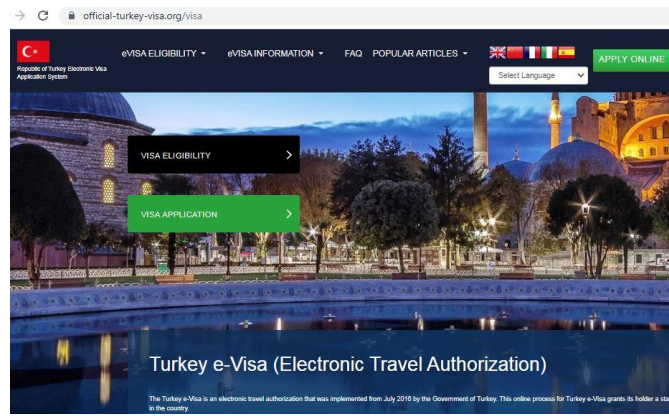 official-turkey-visa.org/visa
eVISA ELIGIBILITY
eVISA INFORMATION
FAQ
POPULAR ARTICLES
APPLY ONLINE
Republic of Turkey Electronic Visa
Application System
Select Language
VISA ELIGIBILITY
VISA APPLICATION
Turkey e-Visa (Electronic Travel Authorization)
The Turkey e-Visa is an electronic travel authorization that was implemented from July 2016 by the Government of Turkey. This online process for Turkey e-Visa grants its holder a sta
in the country.